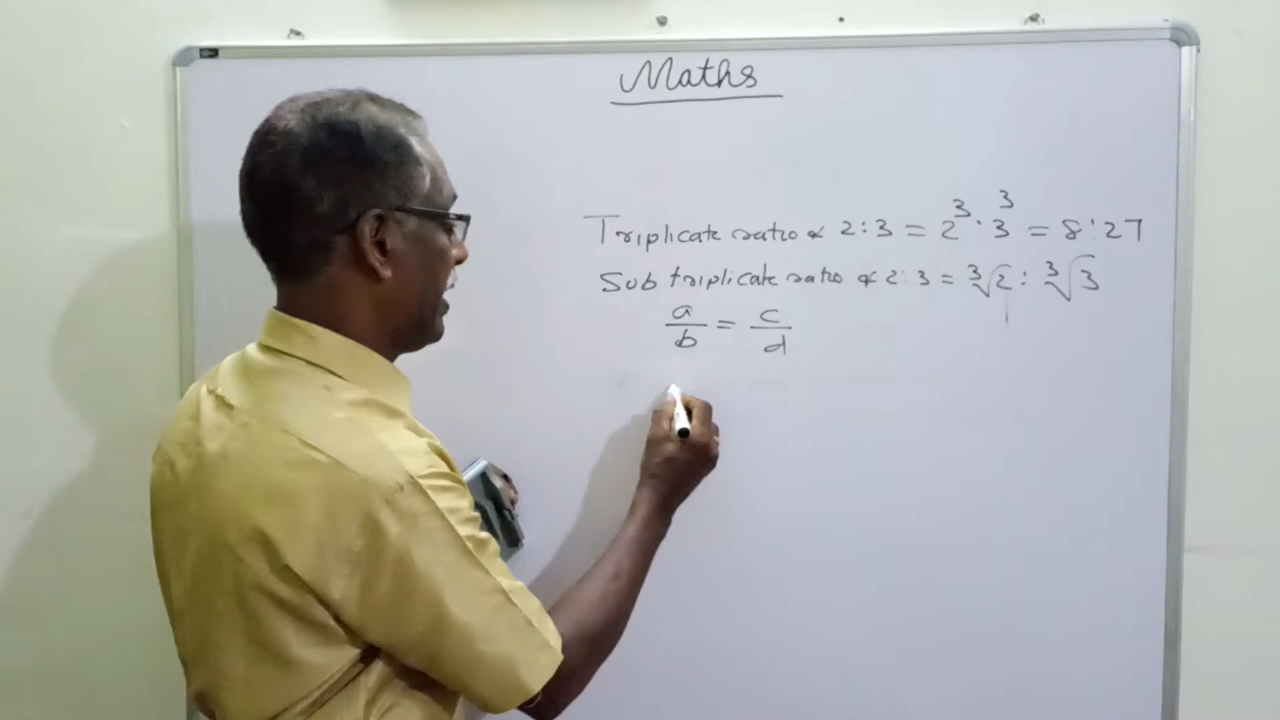 Maths
Triplicate ratio of 2:3 = 2³:3³ = 8:27
Sub triplicate ratio of 2:3 = ∛2 : ∛3
a/b = c/d